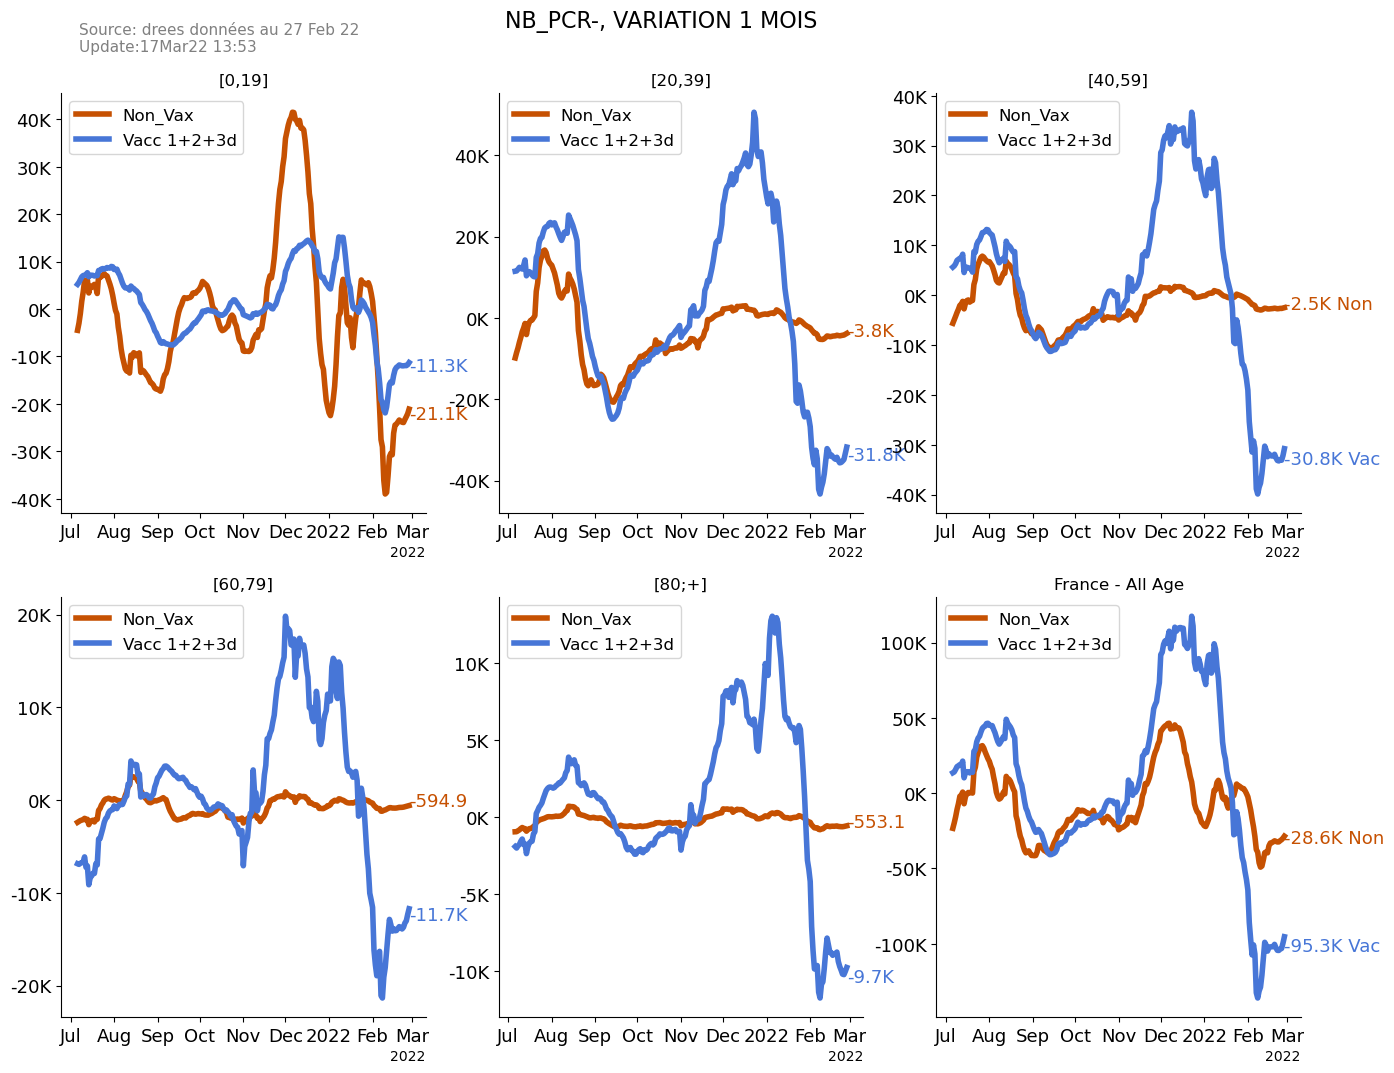 NB_PCR-, VARIATION 1 MOIS
Source: drees données au 27 Feb 22
Update:17Mar22 13:53
[0,19]
Non_Vax
Vacc 1+2+3d
40K
30K
20K
10K
0K
-10K
-20K
-30K
-40K
-11.3K
-21.1K
Jul Aug Sep Oct Nov Dec 2022 Feb Mar
2022
[20,39]
Non_Vax
Vacc 1+2+3d
40K
20K
0K
-20K
-40K
-3.8K
-31.8K
Jul Aug Sep Oct Nov Dec 2022 Feb Mar
2022
[40,59]
Non_Vax
Vacc 1+2+3d
40K
30K
20K
10K
0K
-10K
-20K
-30K
-40K
-2.5K Non
-30.8K Vac
Jul Aug Sep Oct Nov Dec 2022 Feb Mar
2022
[60,79]
Non_Vax
Vacc 1+2+3d
20K
10K
0K
-10K
-20K
-594.9
-11.7K
Jul Aug Sep Oct Nov Dec 2022 Feb Mar
2022
[80;+]
Non_Vax
Vacc 1+2+3d
10K
5K
0K
-5K
-10K
-553.1
-9.7K
Jul Aug Sep Oct Nov Dec 2022 Feb Mar
2022
France - All Age
Non_Vax
Vacc 1+2+3d
100K
50K
0K
-50K
-100K
-28.6K Non
-95.3K Vac
Jul Aug Sep Oct Nov Dec 2022 Feb Mar
2022